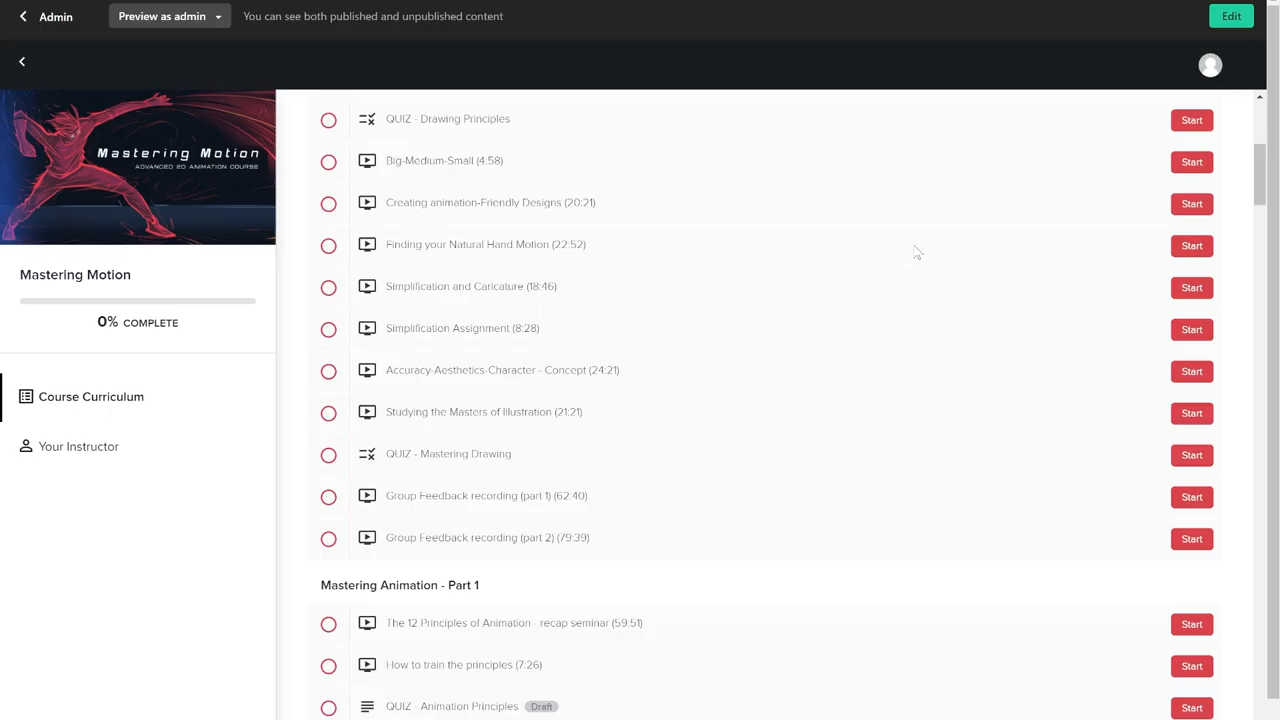 Admin
Preview as admin
You can see both published and unpublished content
Edit
Mastering Motion
ADVANCED 2D ANIMATION COURSE
Mastering Motion
0% COMPLETE
Course Curriculum
Your Instructor
QUIZ - Drawing Principles
Start
Big-Medium-Small (4:58)
Start
Creating animation-Friendly Designs (20:21)
Start
Finding your Natural Hand Motion (22:52)
Start
Simplification and Caricature (18:46)
Start
Simplification Assignment (8:28)
Start
Accuracy-Aesthetics-Character - Concept (24:21)
Start
Studying the Masters of Illustration (21:21)
Start
QUIZ - Mastering Drawing
Start
Group Feedback recording (part 1) (62:40)
Start
Group Feedback recording (part 2) (79:39)
Start
Mastering Animation - Part 1
The 12 Principles of Animation - recap seminar (59:51)
Start
How to train the principles (7:26)
Start
QUIZ - Animation Principles Draft
Start